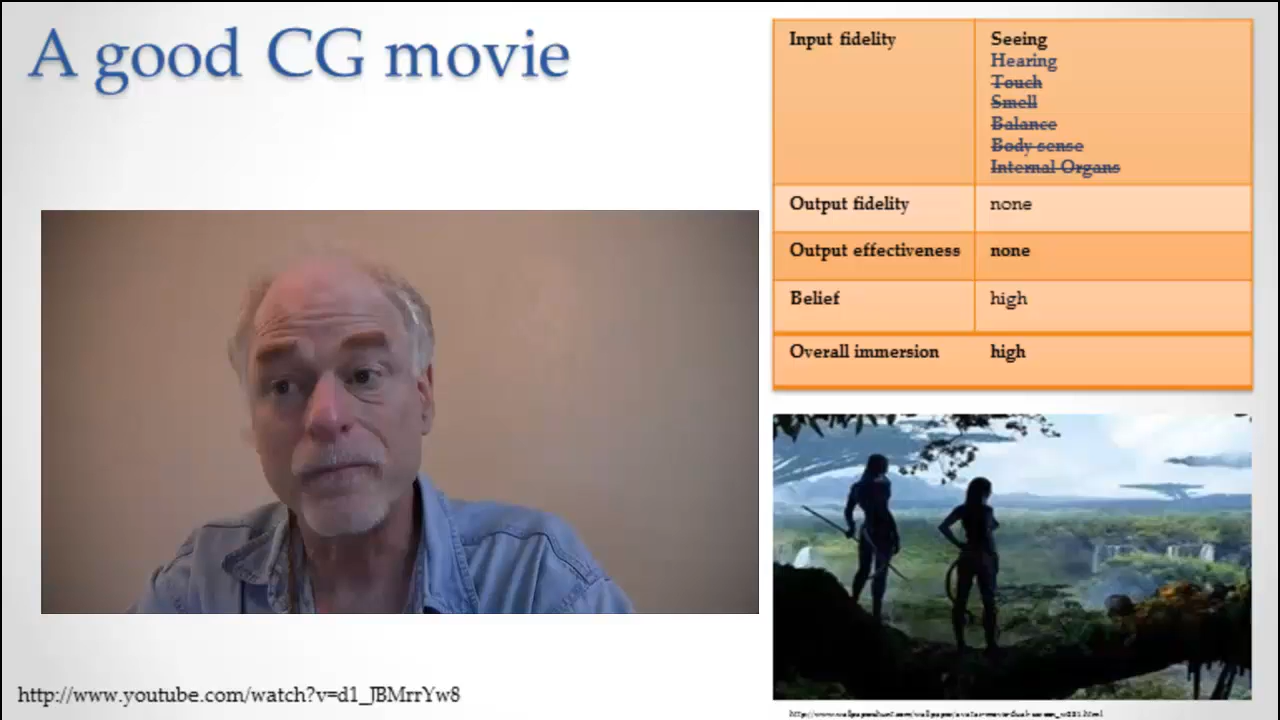 A good CG movie
Input fidelity
Seeing
Hearing
Touch
Smell
Balance
Body sense
Internal Organs
Output fidelity none
Output effectiveness none
Belief high
Overall immersion high
http://www.youtube.com/watch?v=d1_JBMrrYw8